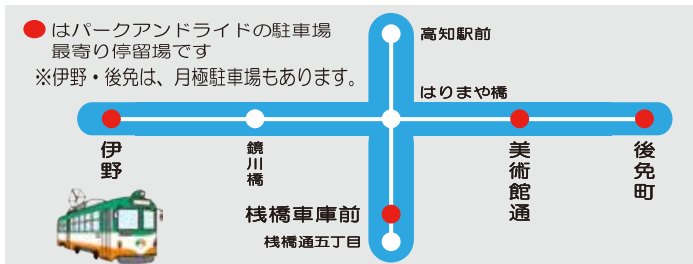 はパークアンドライドの駐車場
最寄り停留場です
※伊野・後免は、月極駐車場もあります。
高知駅前
はりまや橋
伊野
鏡川橋
美術館通
後免町
桟橋車庫前
桟橋通五丁目